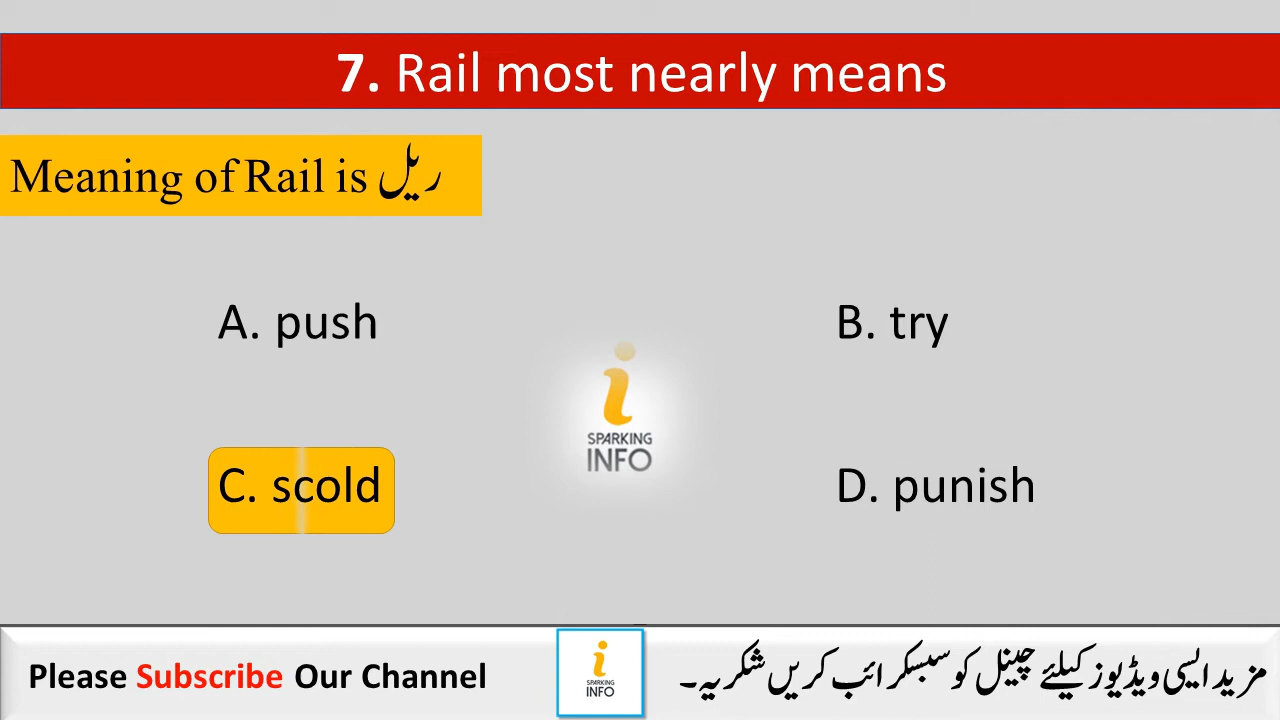 7. Rail most nearly means
Meaning of Rail is ریل
A. push
B. try
SPARKING
INFO
C. scold
D. punish
Please Subscribe Our Channel
SPARKING
INFO
مزید ایسی ویڈیوز کیلئے چینل کو سبسکرائب کریں شکریہ۔